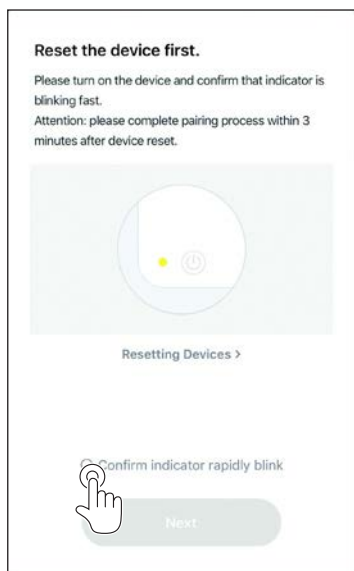 Reset the device first.
Please turn on the device and confirm that indicator is
blinking fast.
Attention: please complete pairing process within 3
minutes after device reset.
Resetting Devices >
Confirm indicator rapidly blink
Next